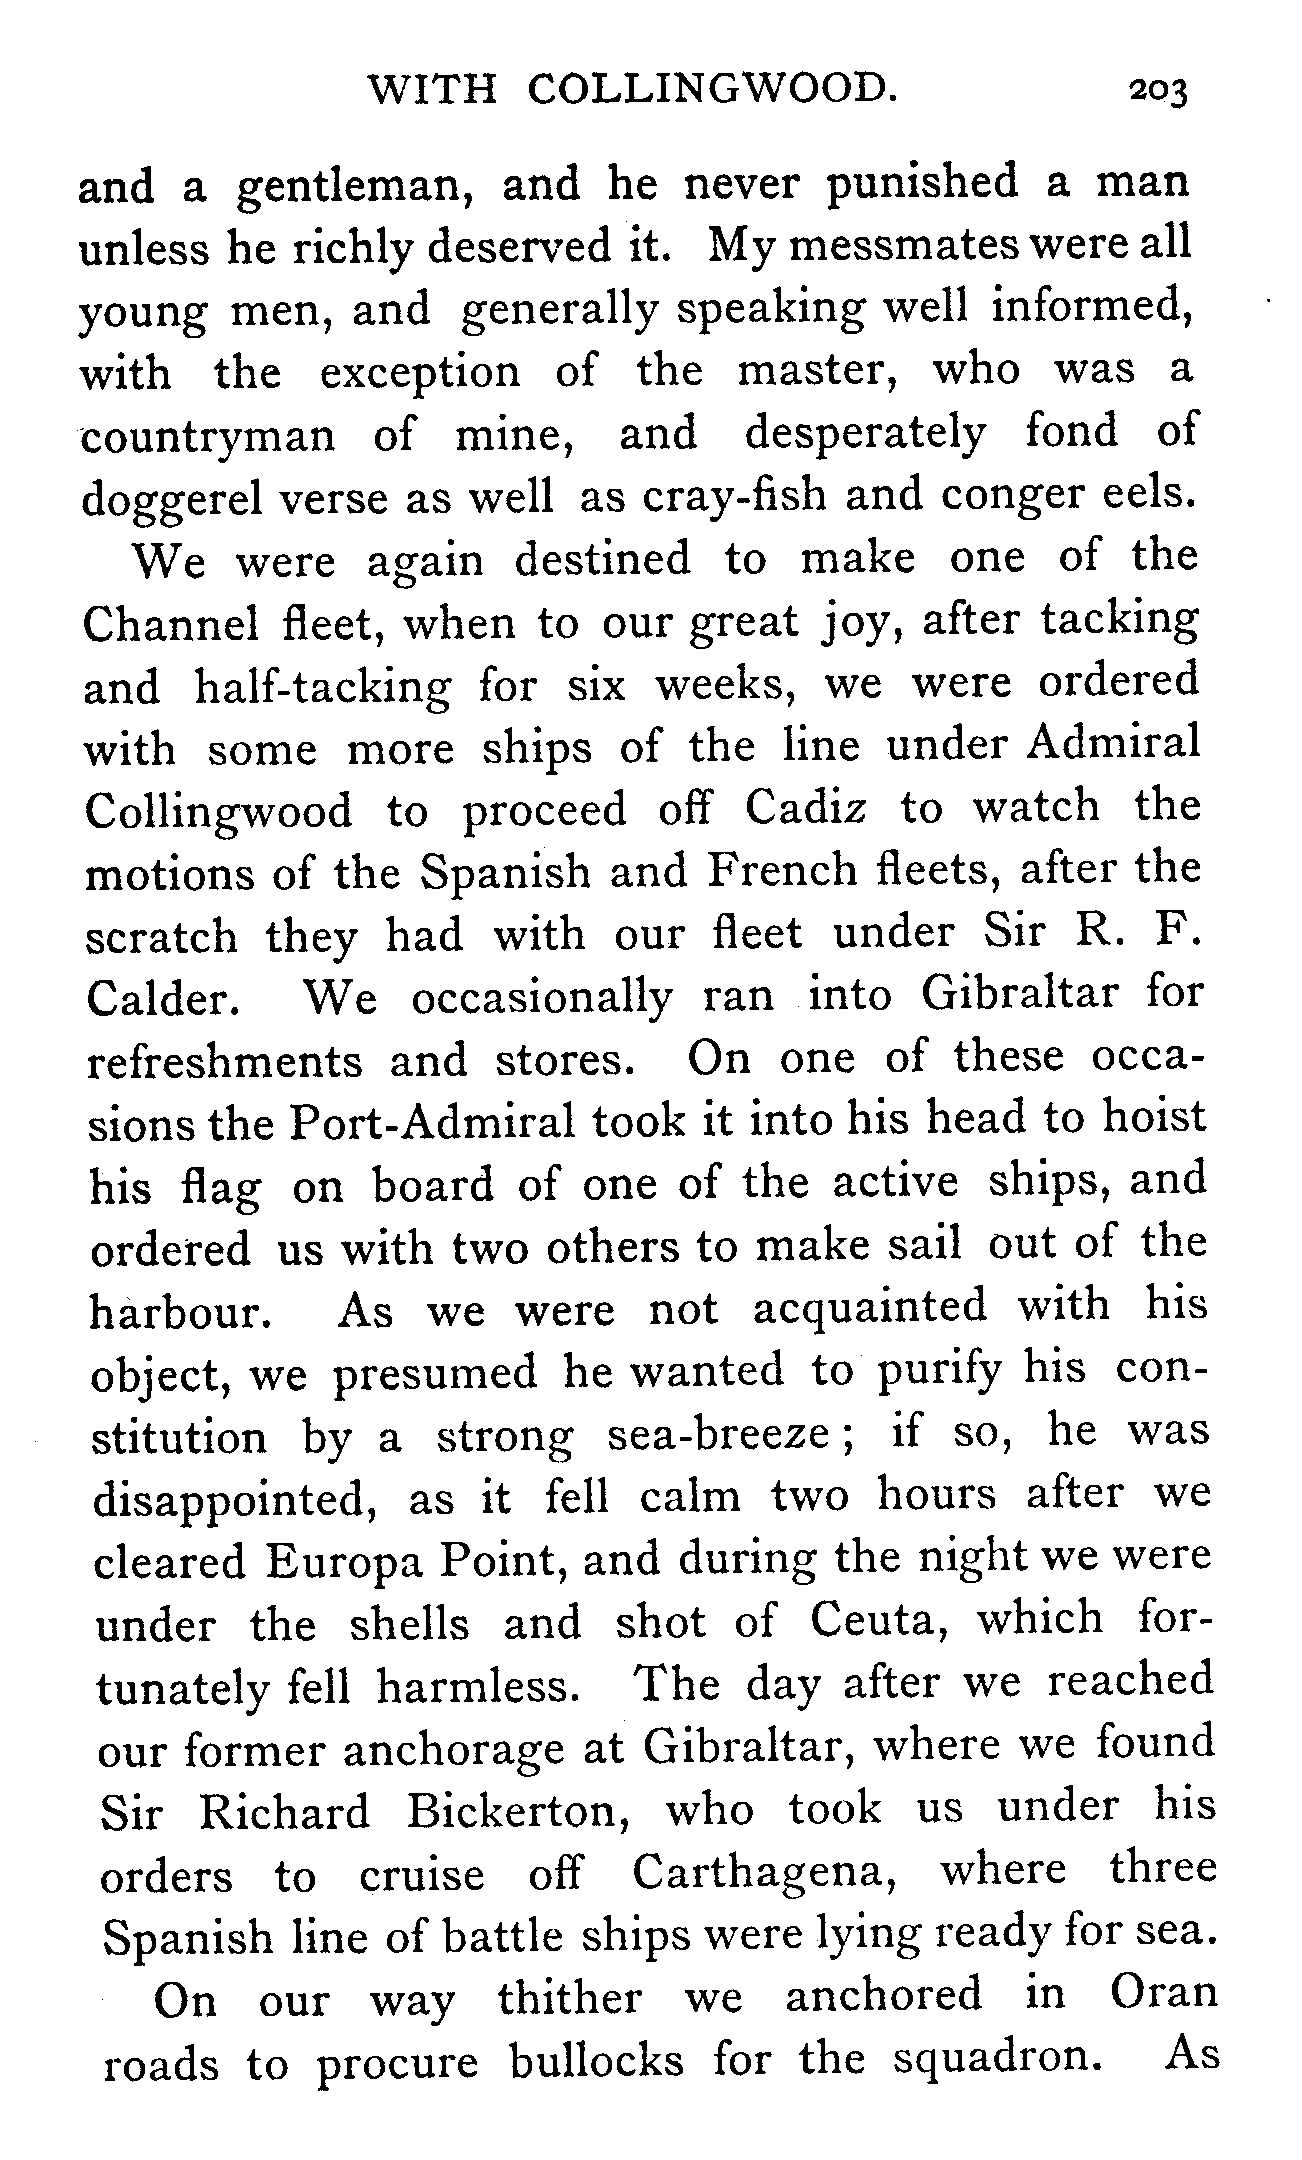 WITH COLLINGWOOD. 203
and a gentleman, and he never punished a man
unless he richly deserved it. My messmates were all
young men, and generally speaking well informed,
with the exception of the master, who was a
countryman of mine, and desperately fond of
doggerel verse as well as cray-fish and conger eels.
We were again destined to make one of the
Channel fleet, when to our great joy, after tacking
and half-tacking for six weeks, we were ordered
with some more ships of the line under Admiral
Collingwood to proceed off Cadiz to watch the
motions of the Spanish and French fleets, after the
scratch they had with our fleet under Sir R. F.
Calder. We occasionally ran into Gibraltar for
refreshments and stores. On one of these occa-
sions the Port-Admiral took it into his head to hoist
his flag on board of one of the active ships, and
ordered us with two others to make sail out of the
harbour. As we were not acquainted with his
object, we presumed he wanted to purify his con-
stitution by a strong sea-breeze ; if so, he was
disappointed, as it fell calm two hours after we
cleared Europa Point, and during the night we were
under the shells and shot of Ceuta, which for-
tunately fell harmless. The day after we reached
our former anchorage at Gibraltar, where we found
Sir Richard Bickerton, who took us under his
orders to cruise off Carthagena, where three
Spanish line of battle ships were lying ready for sea.
On our way thither we anchored in Oran
roads to procure bullocks for the squadron. As